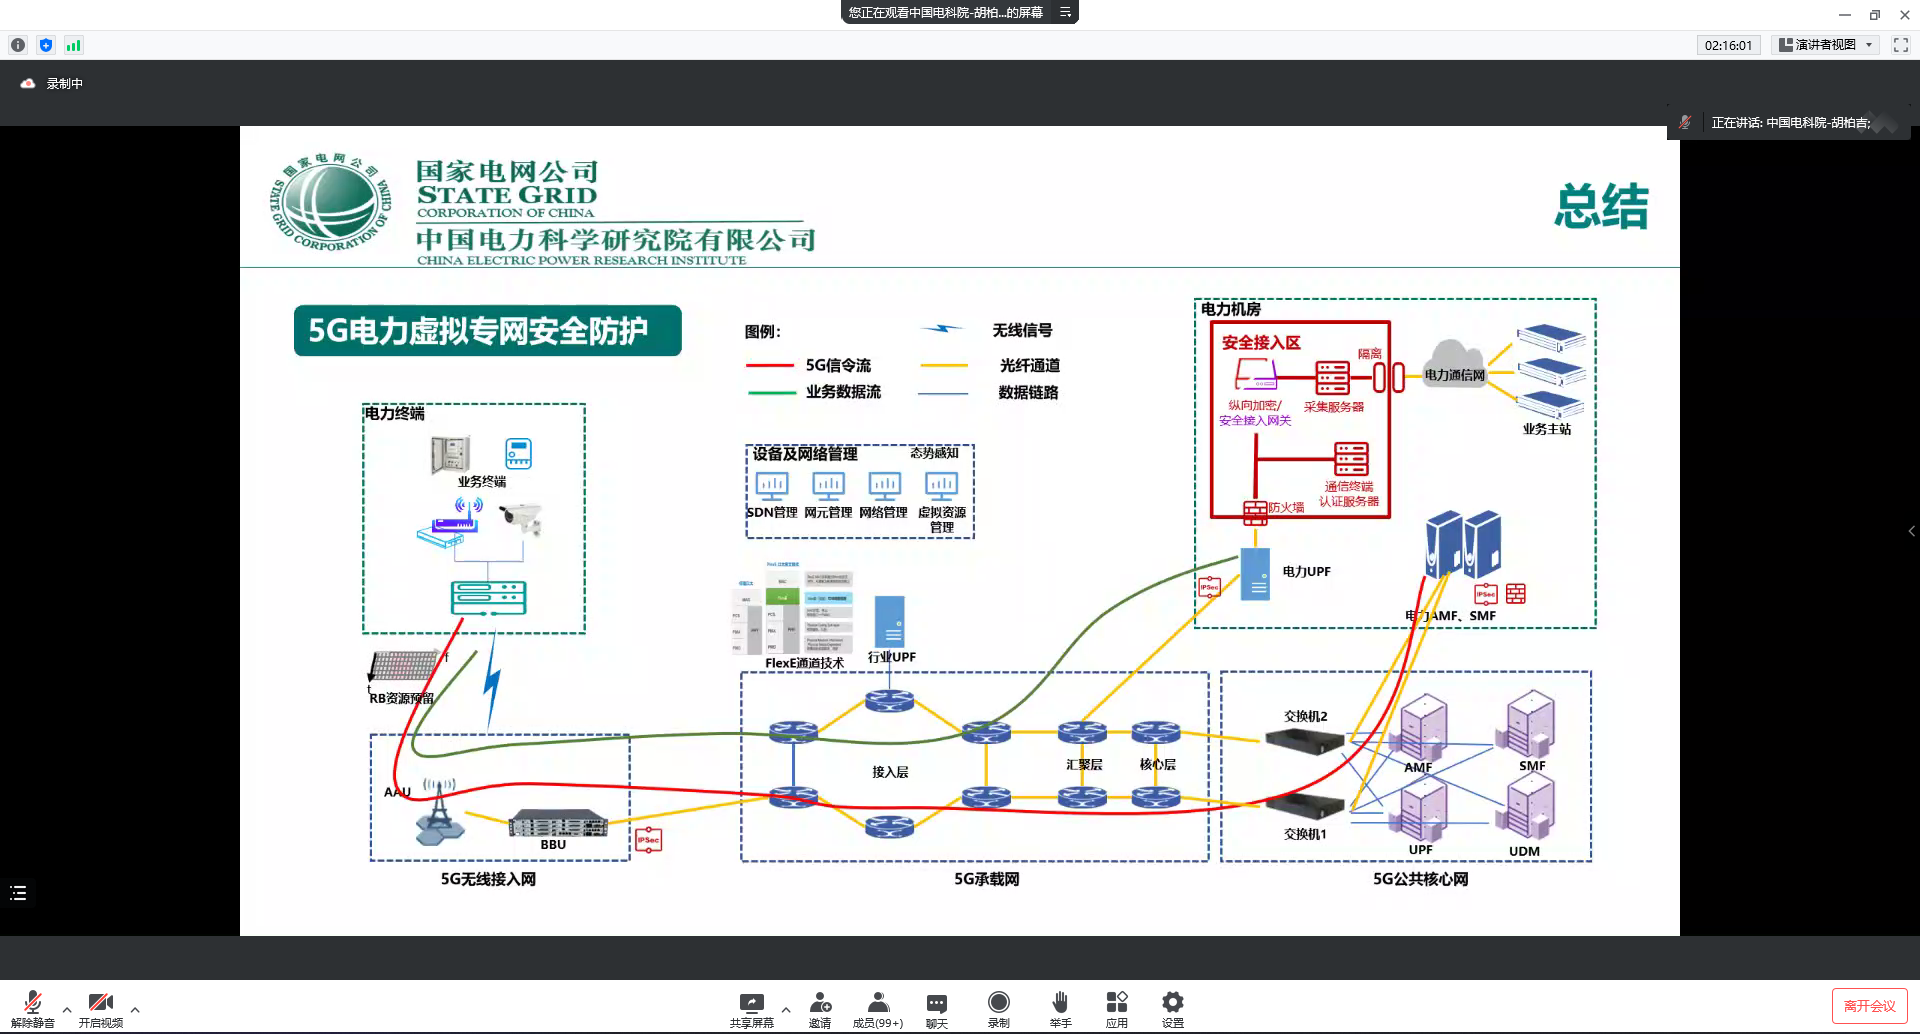 您正在观看中国电科院-胡柏...的屏幕
02:16:01
演讲者视图
录制中
正在讲话: 中国电科院-胡柏吉;
国家电网公司
STATE GRID
CORPORATION OF CHINA
中国电力科学研究院有限公司
CHINA ELECTRIC POWER RESEARCH INSTITUTE
国家电网公司
STATE GRID CORPORATION OF CHINA
总结
5G电力虚拟专网安全防护
图例：
无线信号
5G信令流
光纤通道
业务数据流
数据链路
电力机房
安全接入区
隔离
纵向加密/
安全接入网关
采集服务器
电力通信网
业务主站
通信终端
认证服务器
防火墙
电力UPF
IPSec
IPSec
电力AMF、SMF
电力终端
业务终端
设备及网络管理
态势感知
SDN管理
网元管理
网络管理
虚拟资源
管理
FlexE通道技术
行业UPF
f
t
RB资源预留
AAU
BBU
IPSec
5G无线接入网
接入层
汇聚层
核心层
5G承载网
交换机2
交换机1
AMF
SMF
UPF
UDM
5G公共核心网
解除静音
开启视频
共享屏幕
邀请
成员(99+)
聊天
录制
举手
应用
设置
离开会议